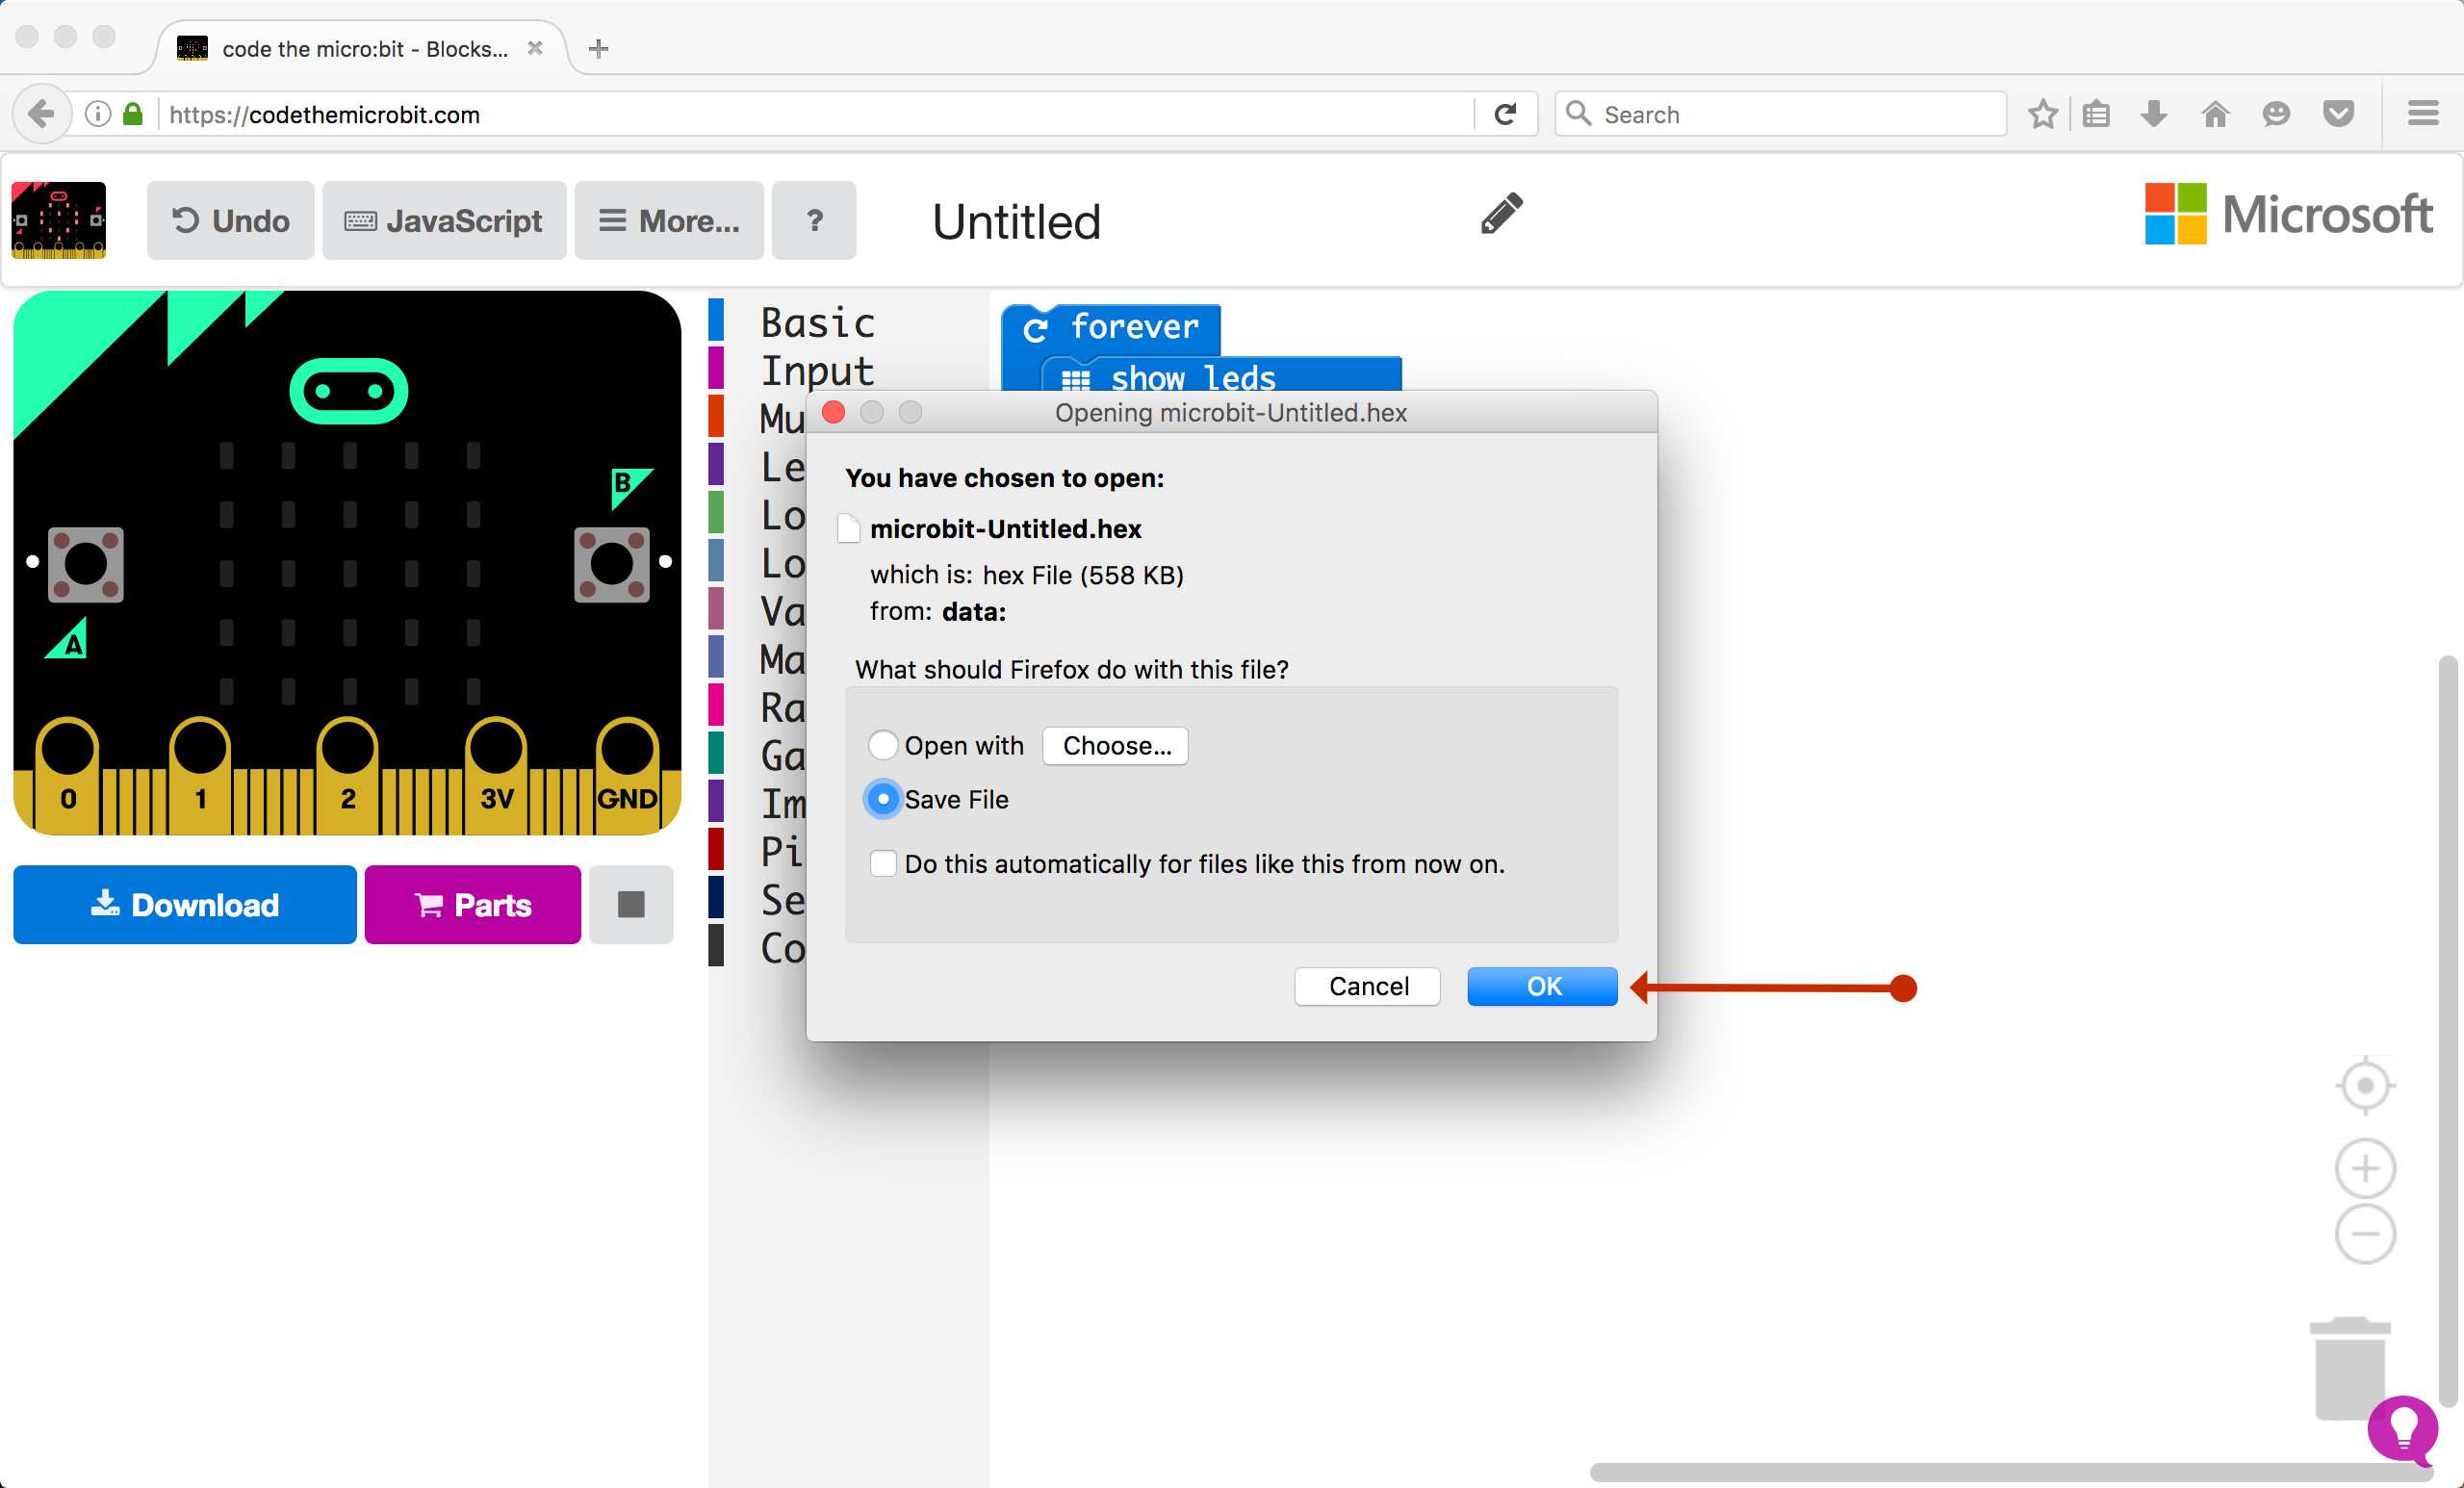 code the micro:bit - Blocks...
https://codethemicrobit.com
Search
Undo
JavaScript
More...
?
Untitled
Microsoft
B
A
0
1
2
3V
GND
Download
Parts
Basic
Input
Mu
Le
Lo
Lo
Va
Ma
Ra
Ga
Im
Pi
Se
Co
forever
show leds
Opening microbit-Untitled.hex
You have chosen to open:
microbit-Untitled.hex
which is: hex File (558 KB)
from: data:
What should Firefox do with this file?
Open with Choose...
Save File
Do this automatically for files like this from now on.
Cancel
OK